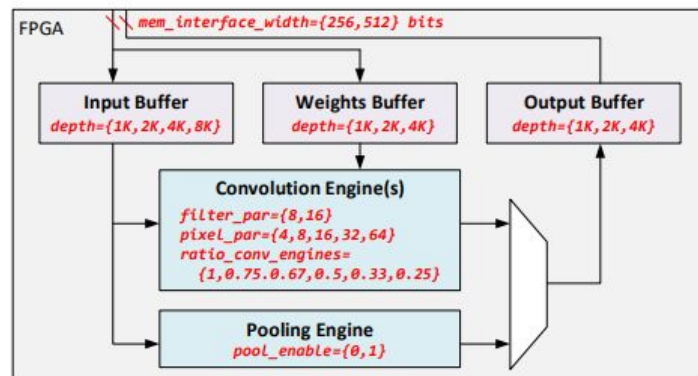 FPGA
mem_interface_width={256,512} bits
Input Buffer
depth={1K,2K,4K,8K}
Weights Buffer
depth={1K,2K,4K}
Output Buffer
depth={1K,2K,4K}
Convolution Engine(s)
filter_par={8,16}
pixel_par={4,8,16,32,64}
ratio_conv_engines=
{1,0.75.0.67,0.5,0.33,0.25}
Pooling Engine
pool_enable={0,1}